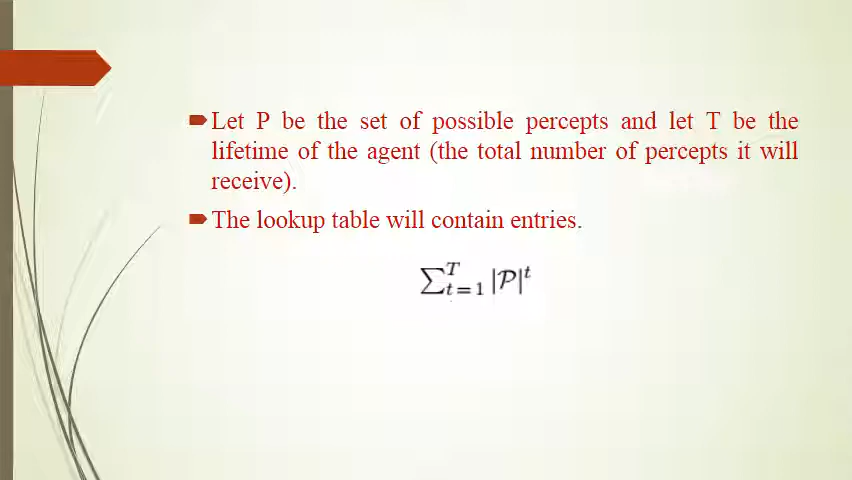 Let P be the set of possible percepts and let T be the
lifetime of the agent (the total number of percepts it will
receive).
The lookup table will contain entries.
∑ᵀₜ₌₁ |𝒫|ᵗ